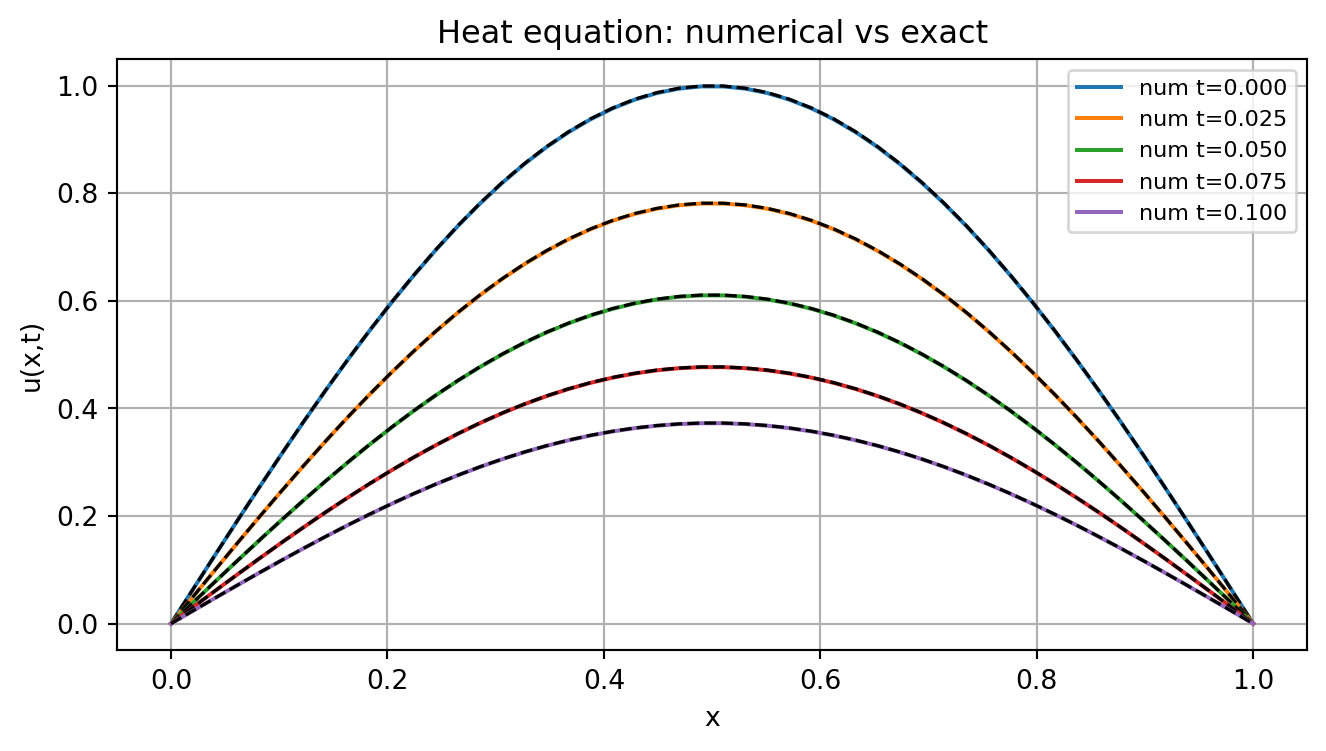 Heat equation: numerical vs exact
num t=0.000
num t=0.025
num t=0.050
num t=0.075
num t=0.100
u(x,t)
1.0
0.8
0.6
0.4
0.2
0.0
0.0 0.2 0.4 0.6 0.8 1.0
x